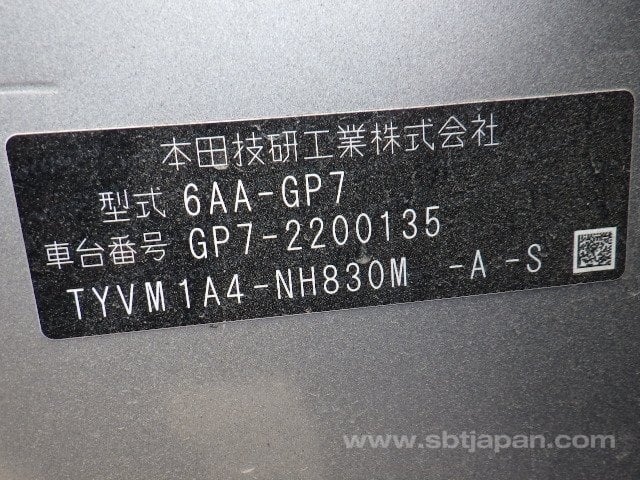 本田技研工業株式会社
型式 6AA-GP7
車台番号 GP7-2200135
TYVM1A4-NH830M -A -S
www.sbtjapan.com